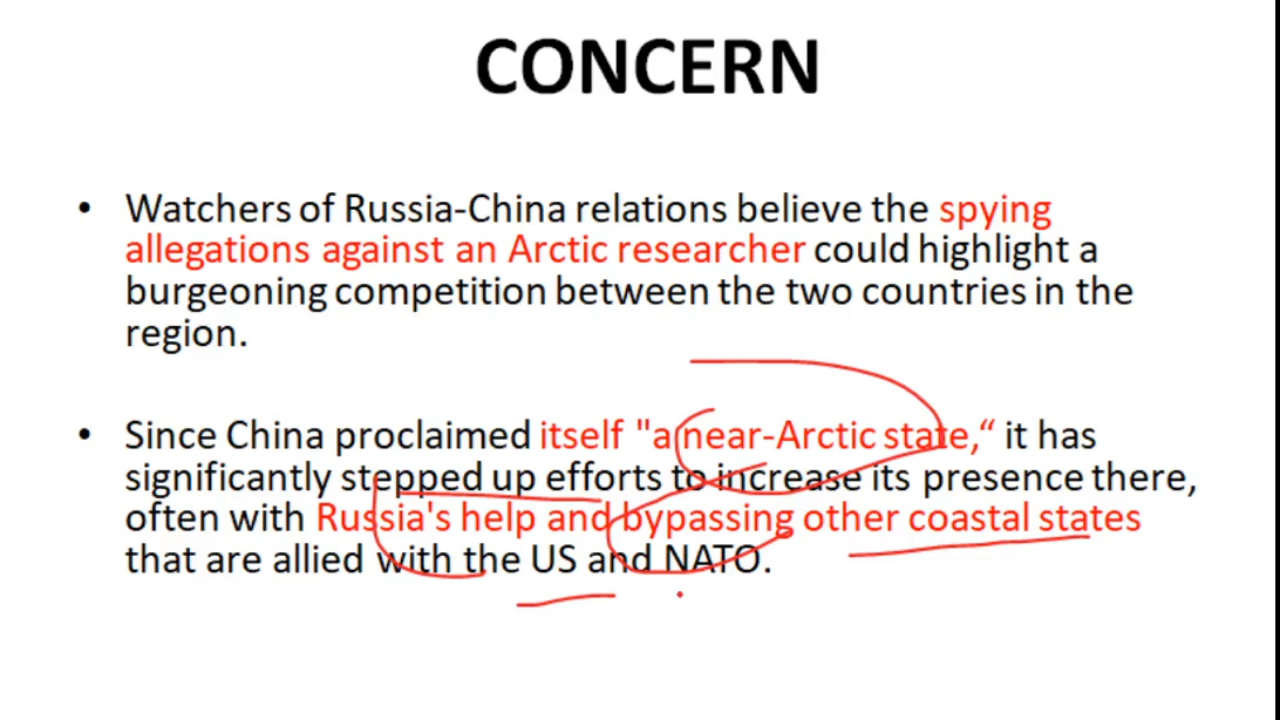 CONCERN
• Watchers of Russia-China relations believe the spying
allegations against an Arctic researcher could highlight a
burgeoning competition between the two countries in the
region.
• Since China proclaimed itself "a near-Arctic state,“ it has
significantly stepped up efforts to increase its presence there,
often with Russia's help and bypassing other coastal states
that are allied with the US and NATO.